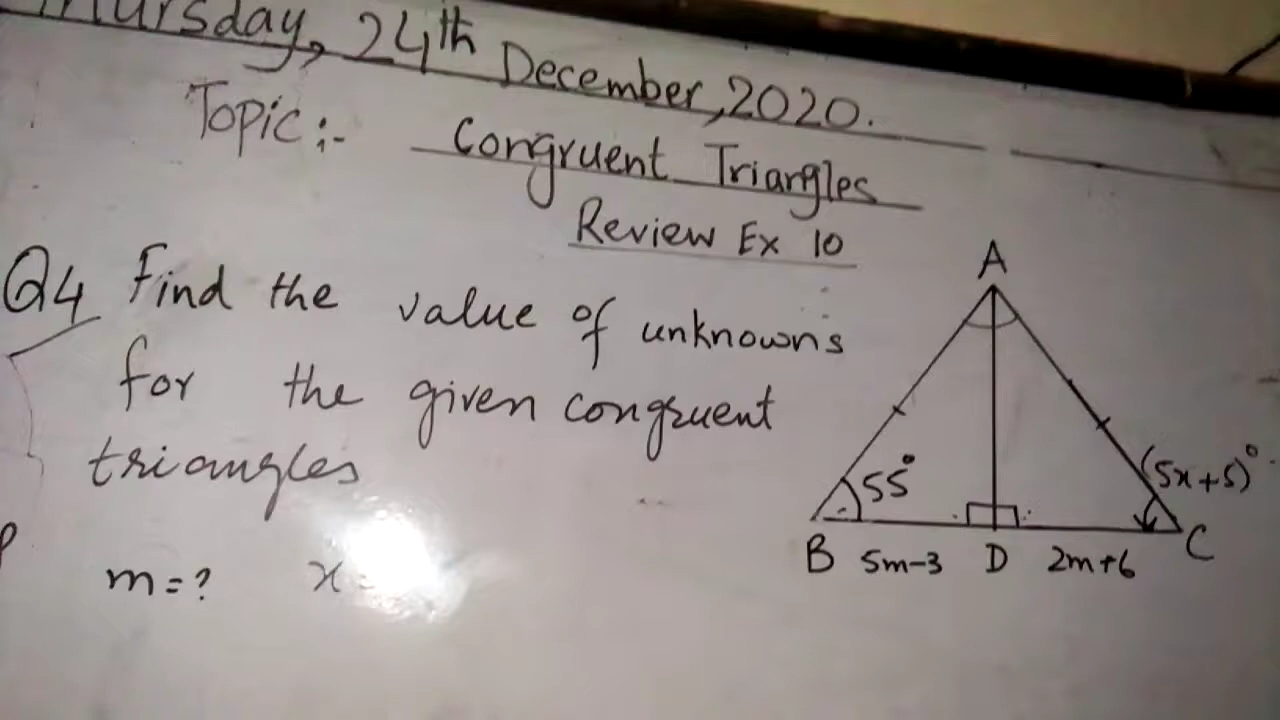 Thursday, 24th December, 2020.
Topic:- Congruent Triangles
Review Ex 10
Q4 Find the value of unknowns
for the given congruent
triangles
m=? x=
A
55°
(5x+5)°
B 5m-3 D 2m+6 C